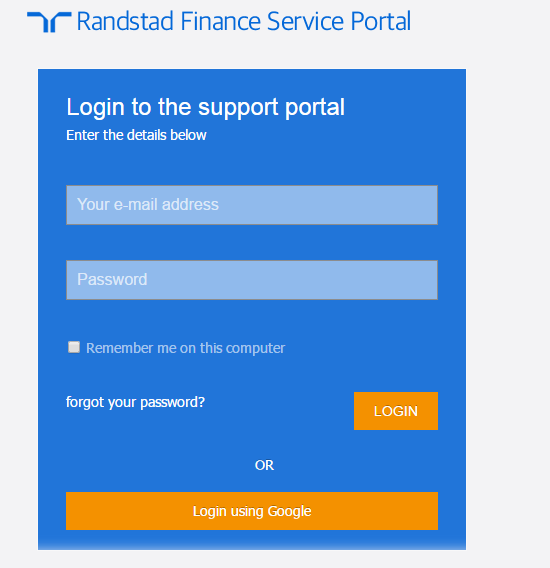 Randstad Finance Service Portal
Login to the support portal
Enter the details below
Your e-mail address
Password
Remember me on this computer
forgot your password?
LOGIN
OR
Login using Google